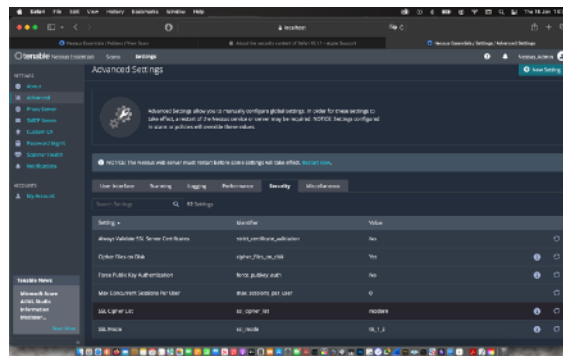 Safari File Edit View History Bookmarks Window Help
localhost
Nessus Essentials / Settings / Advanced Settings
tenable Nessus Essentials Scans Settings
Nessus_Admin
SETTINGS
About
Advanced
Proxy Server
SMTP Server
Custom CA
Password Mgmt
Scanner Health
Notifications
ACCOUNTS
My Account
Advanced Settings
New Setting
Advanced Settings allow you to manually configure global settings. In order for these settings to
take effect, a restart of the Nessus service or server may be required. NOTICE: Settings configured
in scans or policies will override these values.
NOTICE: The Nessus web server must restart before some settings will take effect. Restart now.
User Interface Scanning Logging Performance Security Miscellaneous
Search Settings Settings
Setting Identifier Value
Always Validate SSL Server Certificates strict_certificate_validation No
Cipher Files on Disk cipher_files_on_disk Yes
Force Public Key Authentication force_pubkey_auth No
Max Concurrent Sessions Per User max_sessions_per_user 0
SSL Cipher List ssl_cipher_list modern
SSL Mode ssl_mode tls_1_2
Tenable News
Microsoft Azure